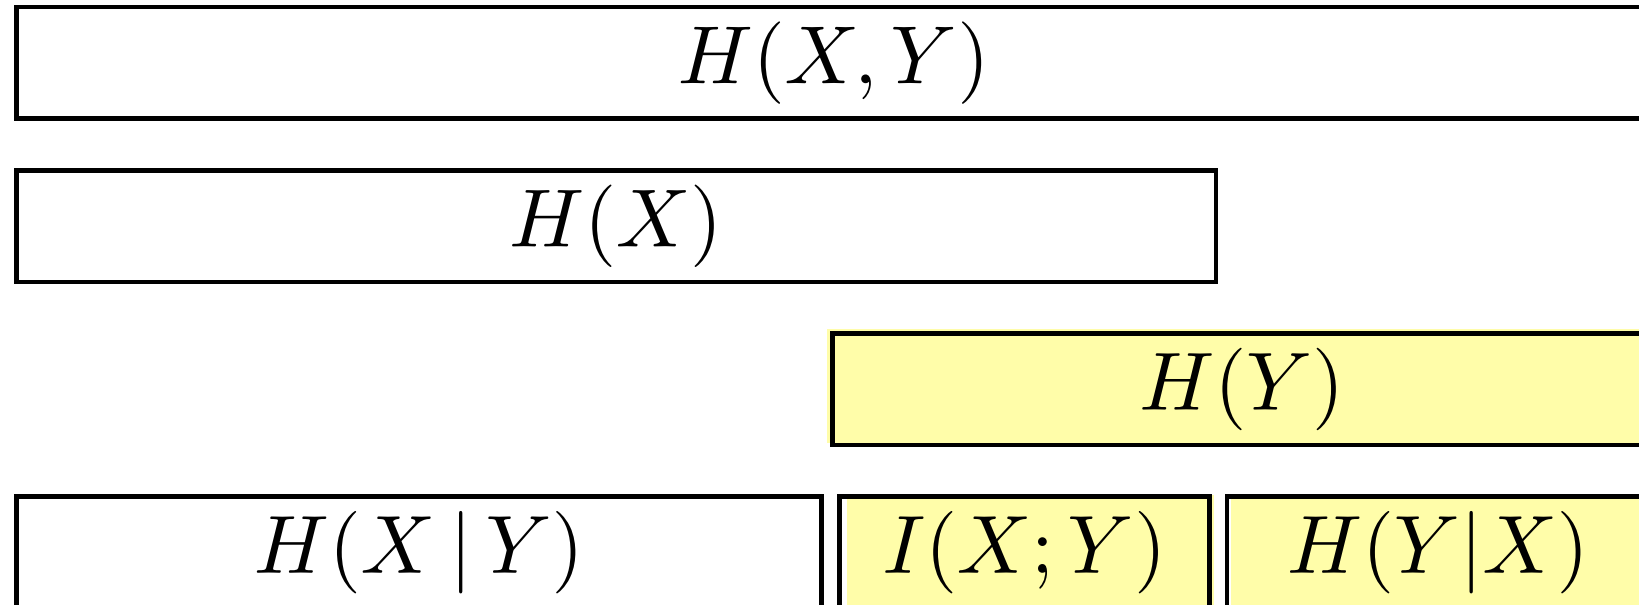 H(X, Y)
H(X)
H(Y)
H(X | Y) I(X; Y) H(Y|X)